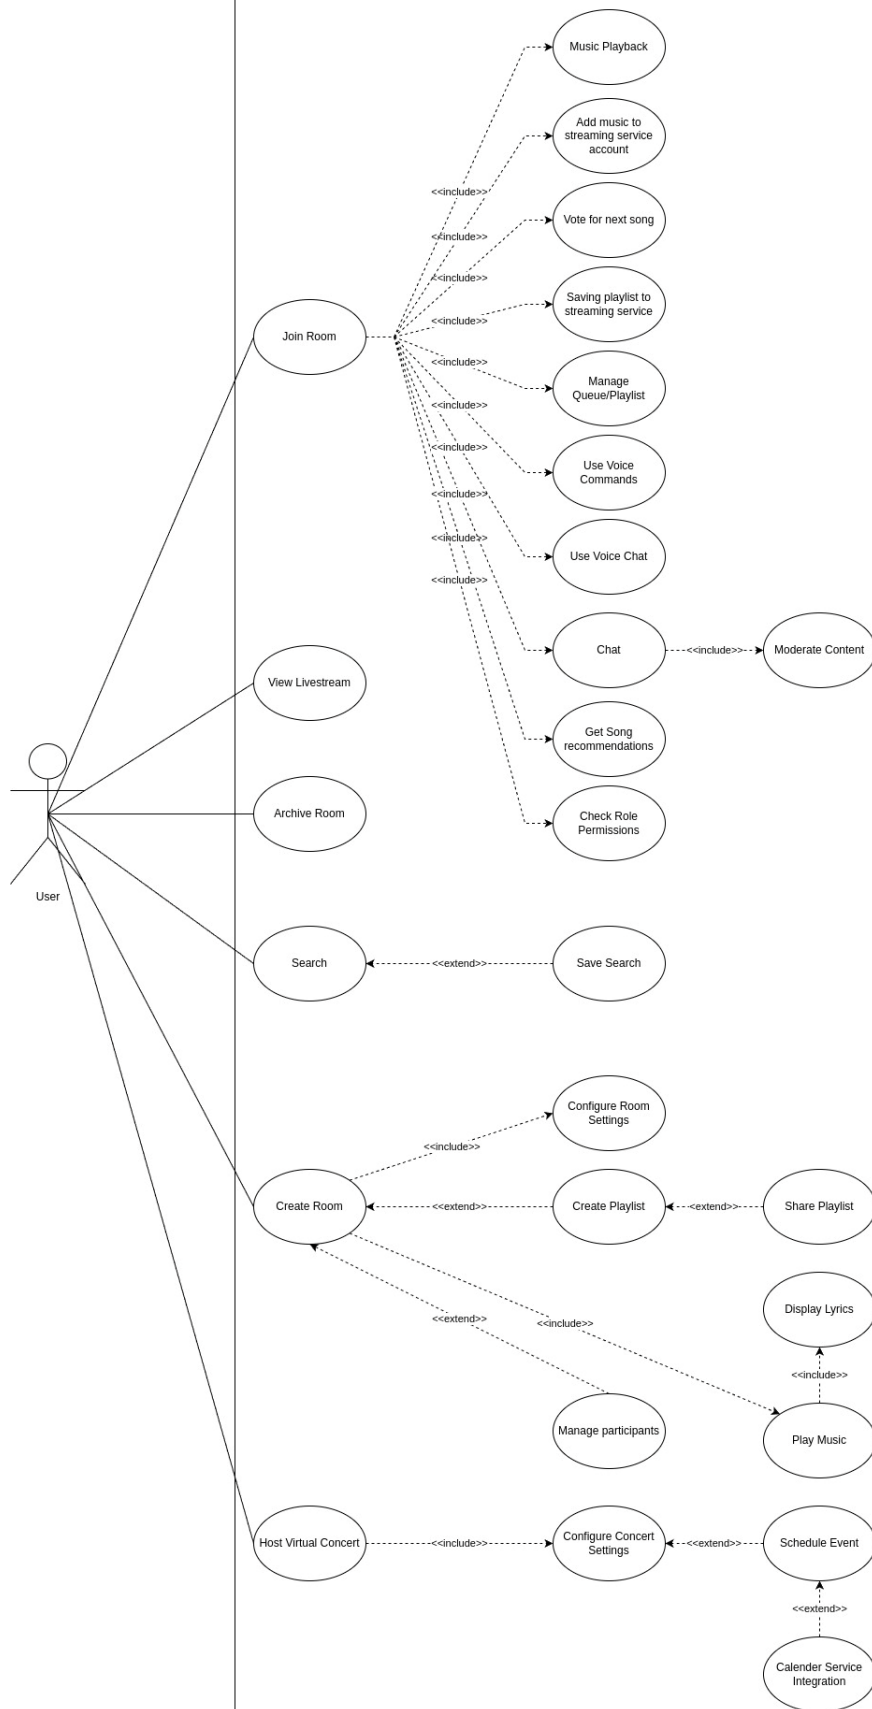 Music Playback
Add music to
streaming service
account
<<include>>
Vote for next song
<<include>>
<<include>>
Saving playlist to
streaming service
<<include>>
Join Room
<<include>>
Manage
Queue/Playlist
<<include>>
<<include>>
Use Voice
Commands
<<include>>
<<include>>
Use Voice Chat
<<include>>
Chat
<<include>>
Moderate Content
View Livestream
Get Song
recommendations
Archive Room
Check Role
Permissions
User
Search
<<extend>>
Save Search
Configure Room
Settings
<<include>>
Create Room
<<extend>>
Create Playlist
<<extend>>
Share Playlist
Display Lyrics
<<extend>>
<<include>>
<<include>>
Manage participants
Play Music
Host Virtual Concert
<<include>>
Configure Concert
Settings
<<extend>>
Schedule Event
<<extend>>
Calender Service
Integration